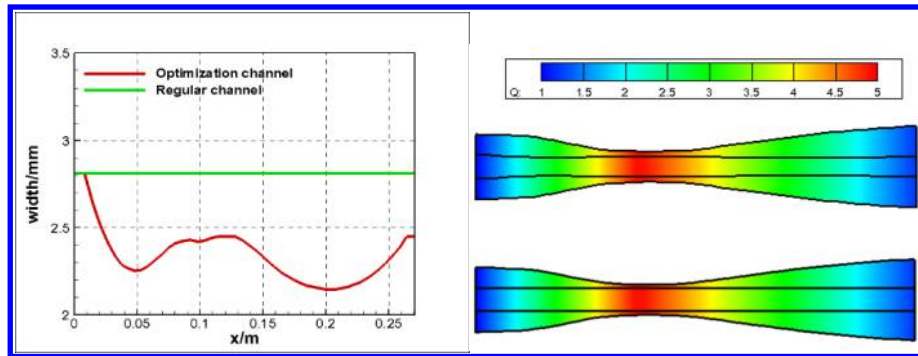 3.5
Optimization channel
Regular channel
3
width/mm
2.5
2
0 0.05 0.1 0.15 0.2 0.25
x/m
Q: 1 1.5 2 2.5 3 3.5 4 4.5 5